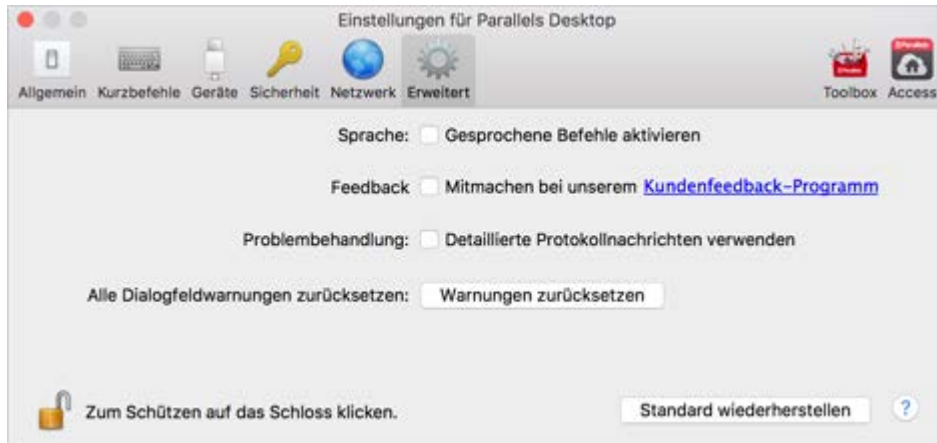 Einstellungen für Parallels Desktop
Allgemein Kurzbefehle Geräte Sicherheit Netzwerk Erweitert Toolbox Access
Sprache: Gesprochene Befehle aktivieren
Feedback Mitmachen bei unserem Kundenfeedback-Programm
Problembehandlung: Detaillierte Protokollnachrichten verwenden
Alle Dialogfeldwarnungen zurücksetzen: Warnungen zurücksetzen
Zum Schützen auf das Schloss klicken. Standard wiederherstellen ?